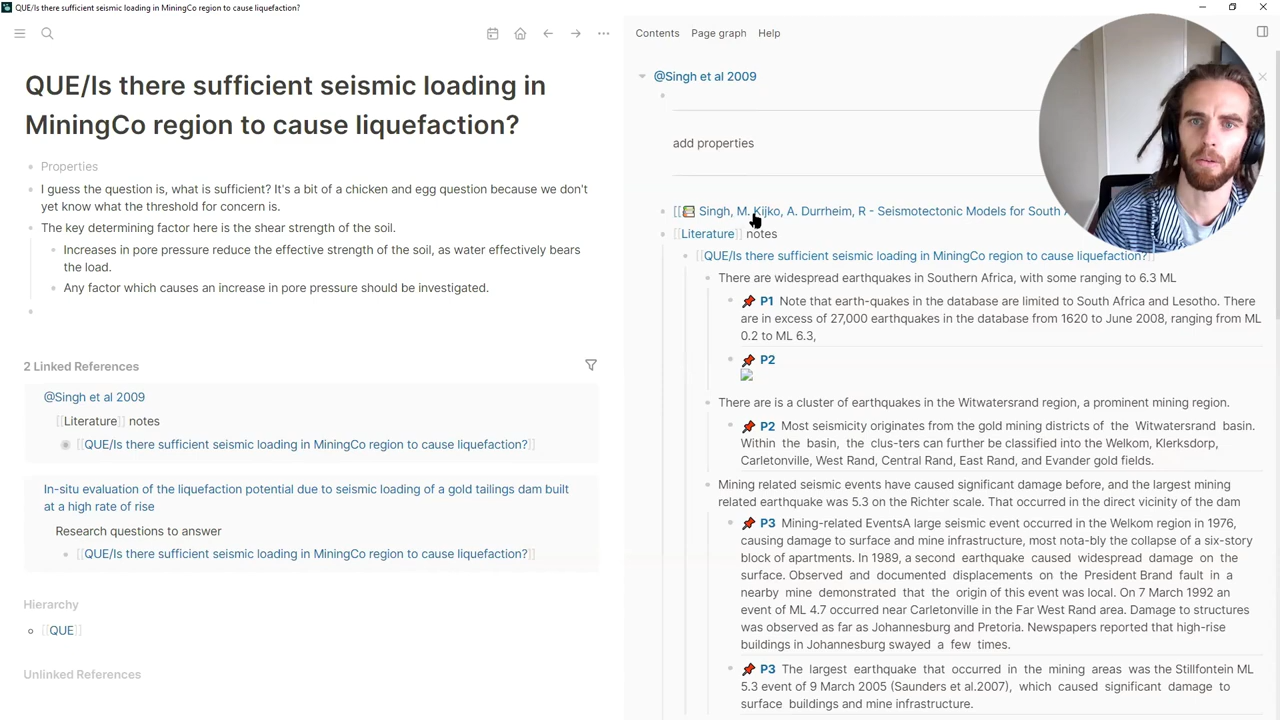 QUE/Is there sufficient seismic loading in MiningCo region to cause liquefaction?
QUE/Is there sufficient seismic loading in
MiningCo region to cause liquefaction?
Properties
I guess the question is, what is sufficient? It's a bit of a chicken and egg question because we don't
yet know what the threshold for concern is.
The key determining factor here is the shear strength of the soil.
Increases in pore pressure reduce the effective strength of the soil, as water effectively bears
the load.
Any factor which causes an increase in pore pressure should be investigated.
2 Linked References
@Singh et al 2009
[[Literature]] notes
[[QUE/Is there sufficient seismic loading in MiningCo region to cause liquefaction?]]
In-situ evaluation of the liquefaction potential due to seismic loading of a gold tailings dam built
at a high rate of rise
Research questions to answer
[[QUE/Is there sufficient seismic loading in MiningCo region to cause liquefaction?]]
Hierarchy
[[QUE]]
Unlinked References
Contents Page graph Help
@Singh et al 2009
add properties
[[Singh, M. Kijko, A. Durrheim, R - Seismotectonic Models for South
[[Literature]] notes
[[QUE/Is there sufficient seismic loading in MiningCo region to cause liquefaction?]]
There are widespread earthquakes in Southern Africa, with some ranging to 6.3 ML
P1 Note that earth-quakes in the database are limited to South Africa and Lesotho. There
are in excess of 27,000 earthquakes in the database from 1620 to June 2008, ranging from ML
0.2 to ML 6.3,
P2
There are is a cluster of earthquakes in the Witwatersrand region, a prominent mining region.
P2 Most seismicity originates from the gold mining districts of the Witwatersrand basin.
Within the basin, the clus-ters can further be classified into the Welkom, Klerksdorp,
Carletonville, West Rand, Central Rand, East Rand, and Evander gold fields.
Mining related seismic events have caused significant damage before, and the largest mining
related earthquake was 5.3 on the Richter scale. That occurred in the direct vicinity of the dam
P3 Mining-related EventsA large seismic event occurred in the Welkom region in 1976,
causing damage to surface and mine infrastructure, most nota-bly the collapse of a six-story
block of apartments. In 1989, a second earthquake caused widespread damage on the
surface. Observed and documented displacements on the President Brand fault in a
nearby mine demonstrated that the origin of this event was local. On 7 March 1992 an
event of ML 4.7 occurred near Carletonville in the Far West Rand area. Damage to structures
was observed as far as Johannesburg and Pretoria. Newspapers reported that high-rise
buildings in Johannesburg swayed a few times.
P3 The largest earthquake that occurred in the mining areas was the Stillfontein ML
5.3 event of 9 March 2005 (Saunders et al.2007), which caused significant damage to
surface buildings and mine infrastructure.